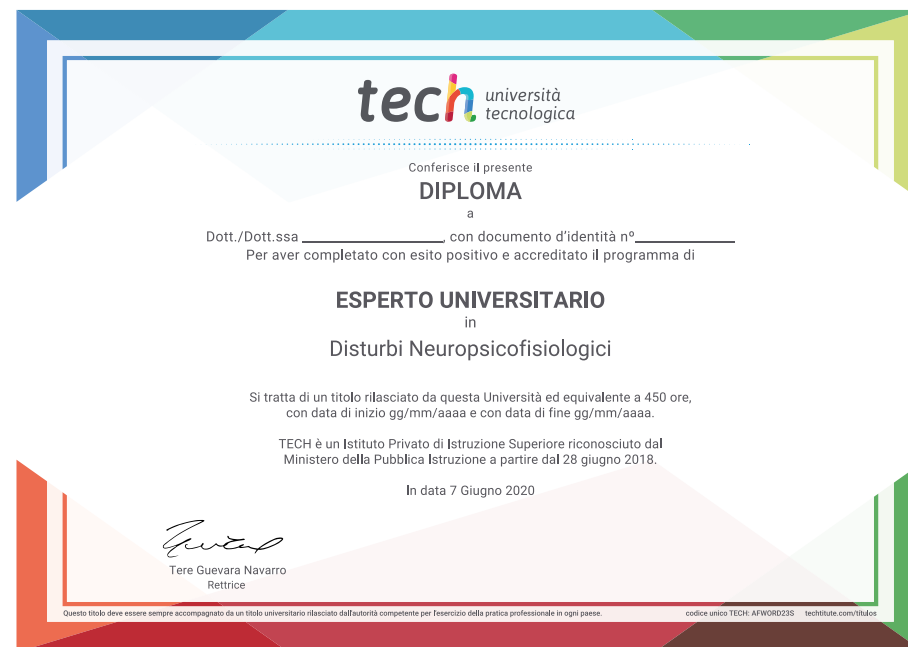 tech università
tecnologica
Conferisce il presente
DIPLOMA
a
Dott./Dott.ssa ____________________, con documento d'identità nº______________
Per aver completato con esito positivo e accreditato il programma di
ESPERTO UNIVERSITARIO
in
Disturbi Neuropsicofisiologici
Si tratta di un titolo rilasciato da questa Università ed equivalente a 450 ore,
con data di inizio gg/mm/aaaa e con data di fine gg/mm/aaaa.
TECH è un Istituto Privato di Istruzione Superiore riconosciuto dal
Ministero della Pubblica Istruzione a partire dal 28 giugno 2018.
In data 7 Giugno 2020
Tere Guevara Navarro
Rettrice
Questo titolo deve essere sempre accompagnato da un titolo universitario rilasciato dall'autorità competente per l'esercizio della pratica professionale in ogni paese. codice unico TECH: AFWORD23S techtitute.com/titulos